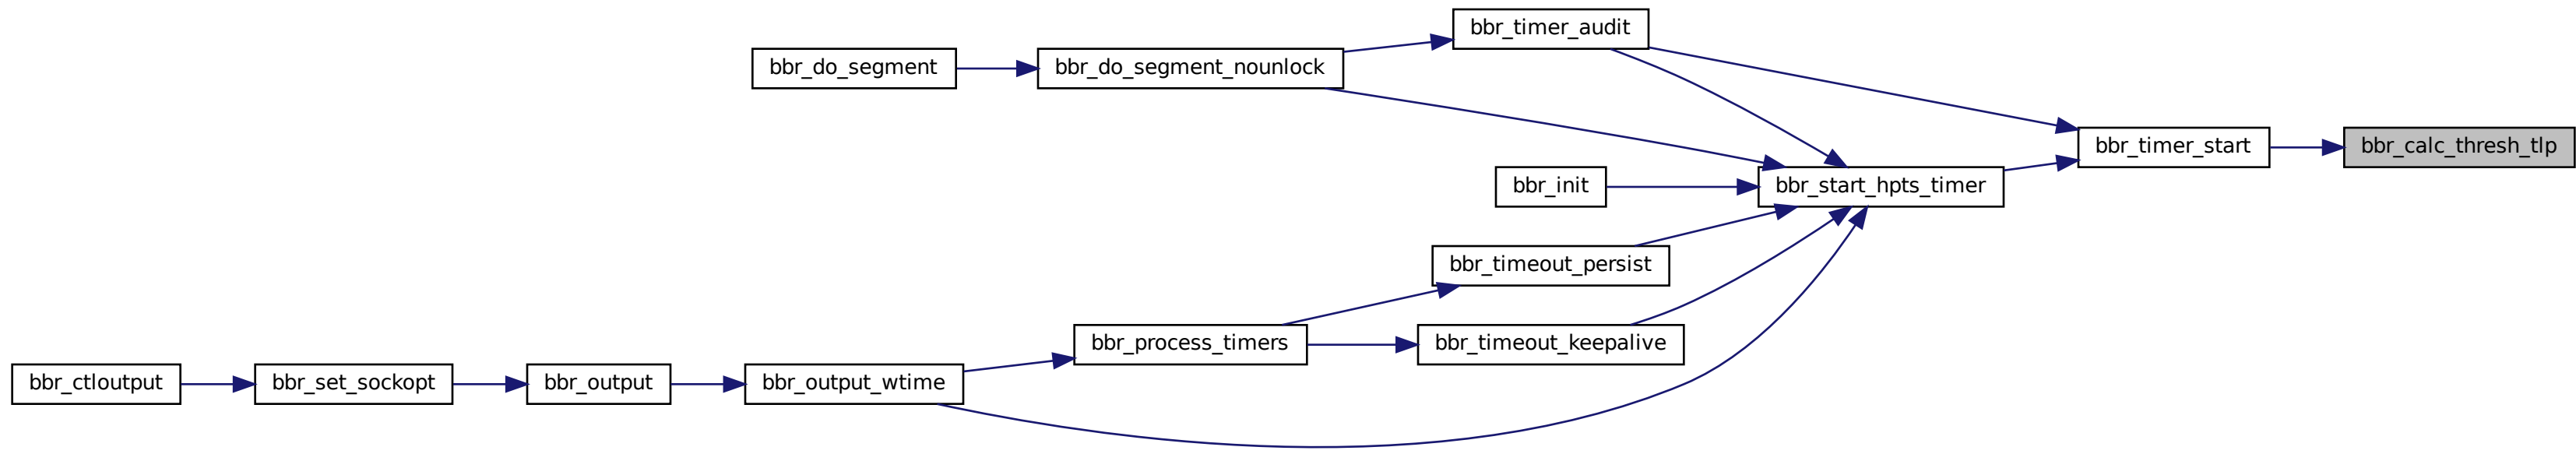 bbr_timer_audit
bbr_do_segment
bbr_do_segment_nounlock
bbr_timer_start
bbr_calc_thresh_tlp
bbr_init
bbr_start_hpts_timer
bbr_timeout_persist
bbr_process_timers
bbr_timeout_keepalive
bbr_ctloutput
bbr_set_sockopt
bbr_output
bbr_output_wtime